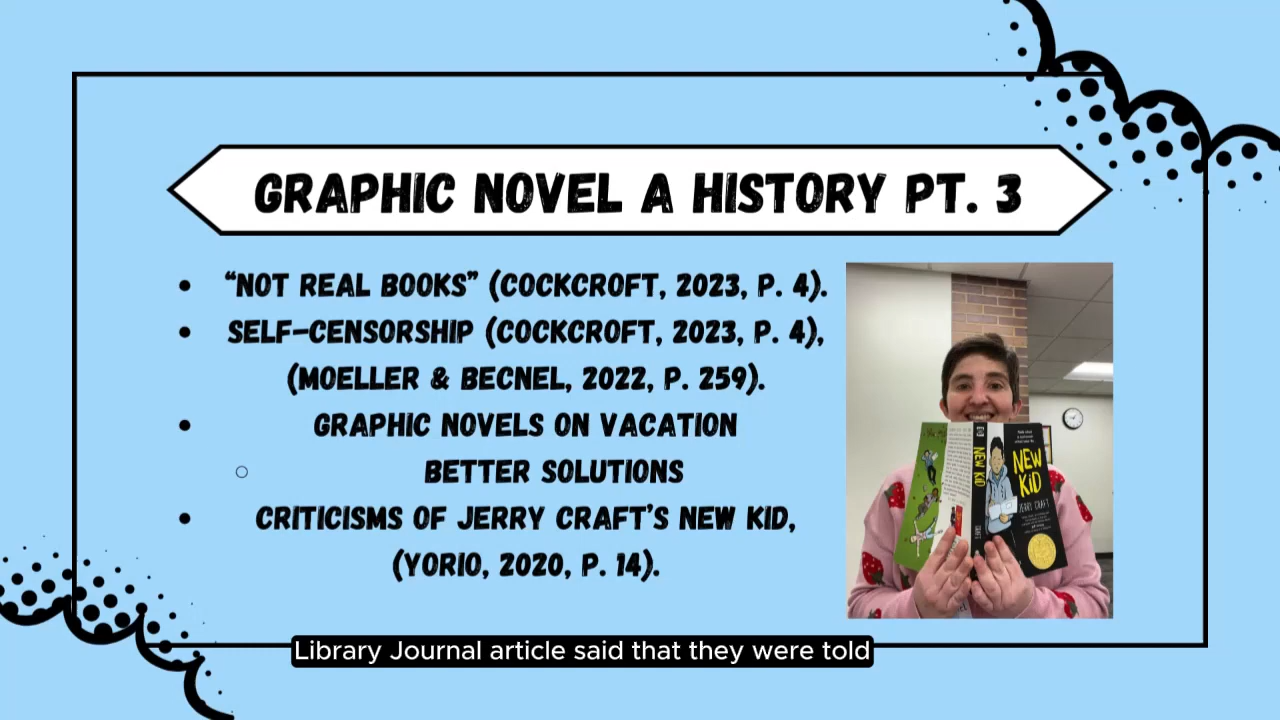 GRAPHIC NOVEL A HISTORY PT. 3
• "NOT REAL BOOKS" (COCKCROFT, 2023, P. 4).
• SELF-CENSORSHIP (COCKCROFT, 2023, P. 4),
(MOELLER & BECNEL, 2022, P. 259).
• GRAPHIC NOVELS ON VACATION
○ BETTER SOLUTIONS
• CRITICISMS OF JERRY CRAFT'S NEW KID,
(YORIO, 2020, P. 14).
NEW KID
NEW
KID
JERRY CRAFT
Library Journal article said that they were told